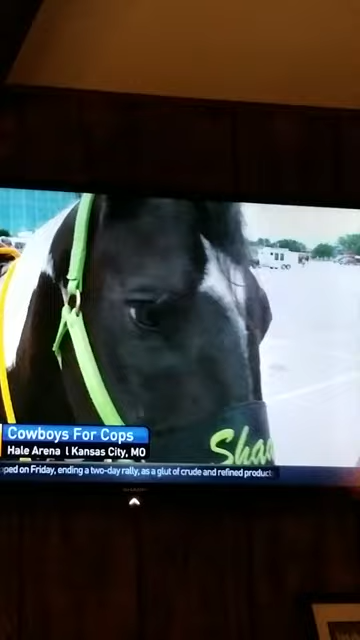 Cowboys For Cops
Hale Arena l Kansas City, MO
ped on Friday, ending a two-day rally, as a glut of crude and refined product